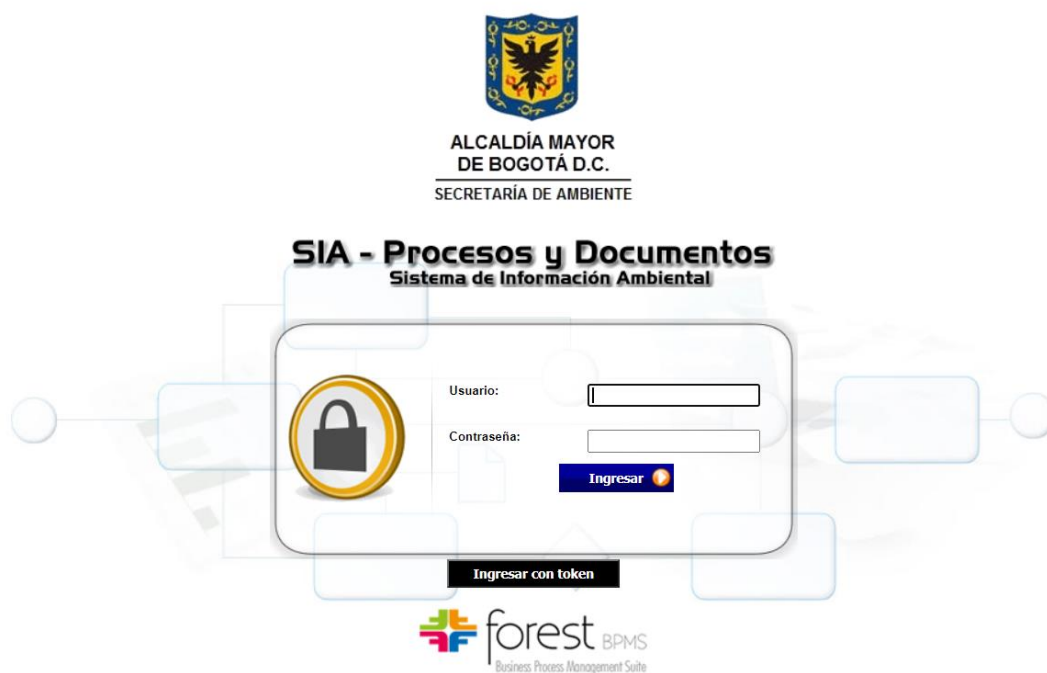 ALCALDÍA MAYOR
DE BOGOTÁ D.C.
SECRETARÍA DE AMBIENTE
SIA - Procesos y Documentos
Sistema de Información Ambiental
Usuario:
Contraseña:
Ingresar
Ingresar con token
forest BPMS
Business Process Management Suite